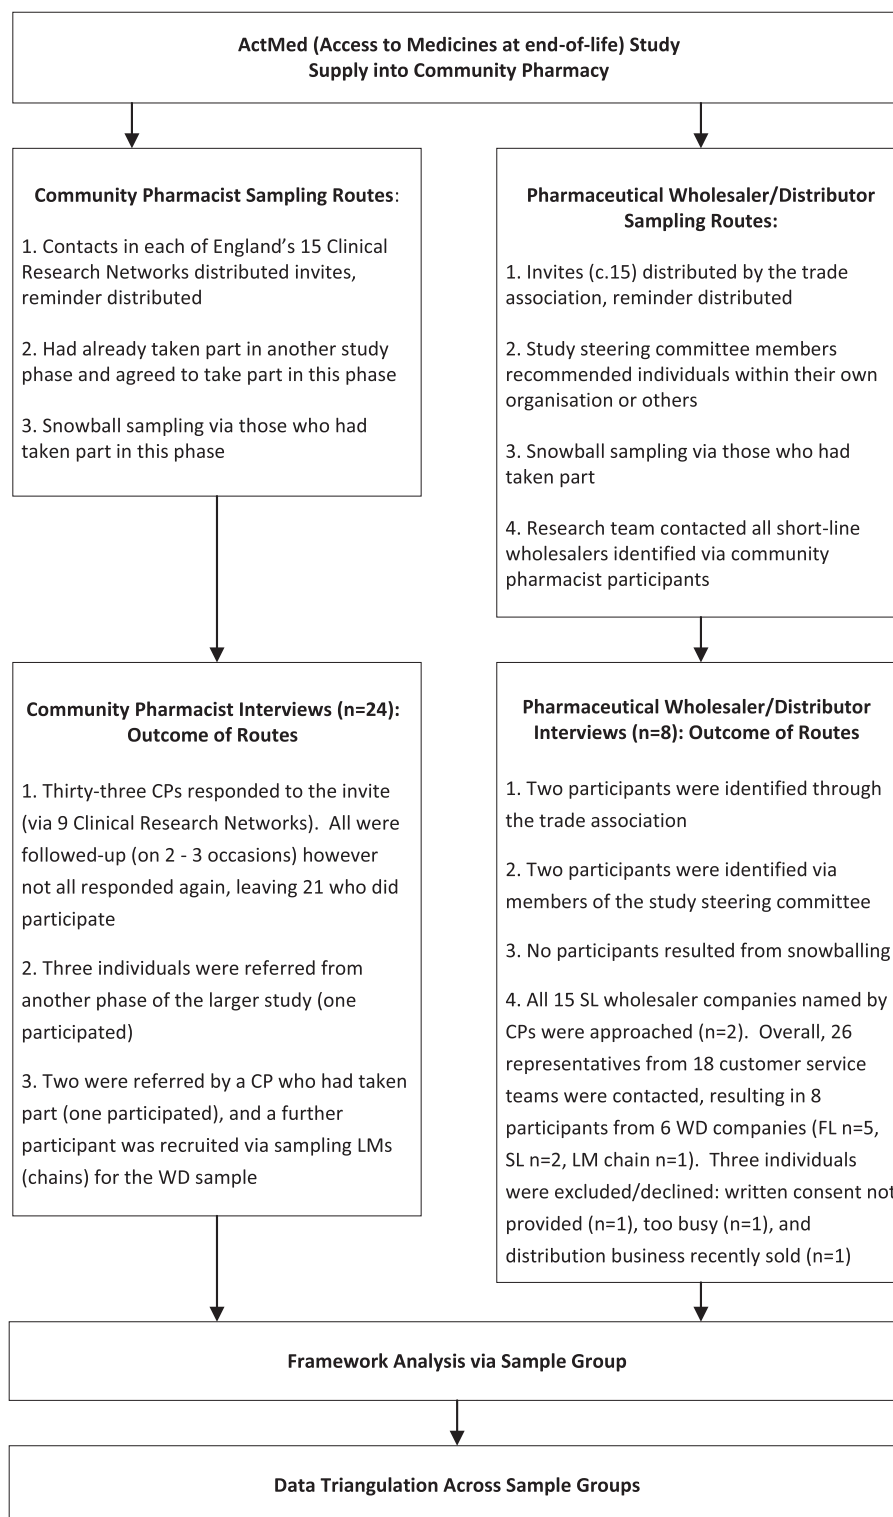 ActMed (Access to Medicines at end-of-life) Study
Supply into Community Pharmacy
Community Pharmacist Sampling Routes:
1. Contacts in each of England's 15 Clinical
Research Networks distributed invites,
reminder distributed
2. Had already taken part in another study
phase and agreed to take part in this phase
3. Snowball sampling via those who had
taken part in this phase
Pharmaceutical Wholesaler/Distributor
Sampling Routes:
1. Invites (c.15) distributed by the trade
association, reminder distributed
2. Study steering committee members
recommended individuals within their own
organisation or others
3. Snowball sampling via those who had
taken part
4. Research team contacted all short-line
wholesalers identified via community
pharmacist participants
Community Pharmacist Interviews (n=24):
Outcome of Routes
1. Thirty-three CPs responded to the invite
(via 9 Clinical Research Networks).  All were
followed-up (on 2 - 3 occasions) however
not all responded again, leaving 21 who did
participate
2. Three individuals were referred from
another phase of the larger study (one
participated)
3. Two were referred by a CP who had taken
part (one participated), and a further
participant was recruited via sampling LMs
(chains) for the WD sample
Pharmaceutical Wholesaler/Distributor
Interviews (n=8): Outcome of Routes
1. Two participants were identified through
the trade association
2. Two participants were identified via
members of the study steering committee
3. No participants resulted from snowballing
4. All 15 SL wholesaler companies named by
CPs were approached (n=2).  Overall, 26
representatives from 18 customer service
teams were contacted, resulting in 8
participants from 6 WD companies (FL n=5,
SL n=2, LM chain n=1).  Three individuals
were excluded/declined: written consent not
provided (n=1), too busy (n=1), and
distribution business recently sold (n=1)
Framework Analysis via Sample Group
Data Triangulation Across Sample Groups